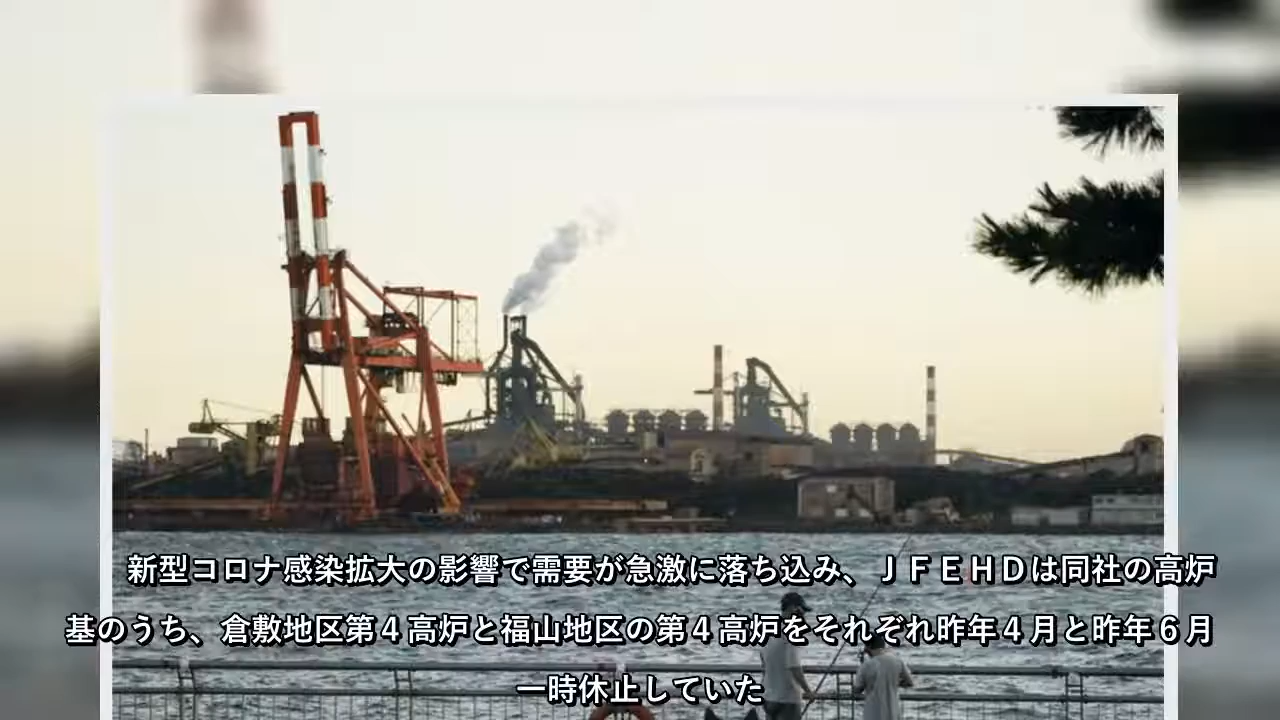 新型コロナ感染拡大の影響で需要が急激に落ち込み、ＪＦＥＨＤは同社の高炉
基のうち、倉敷地区第４高炉と福山地区の第４高炉をそれぞれ昨年４月と昨年６月
一時休止していた